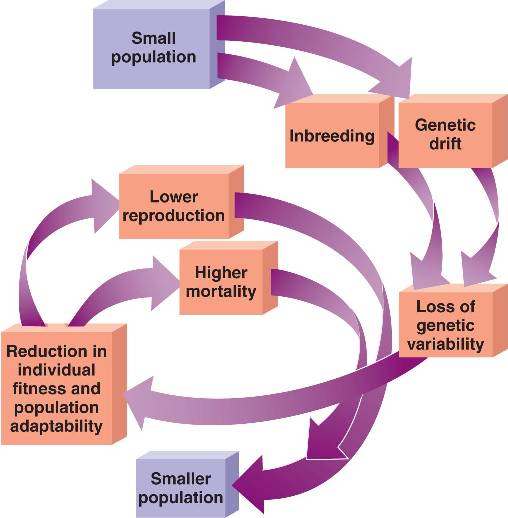 Small
population
Inbreeding
Genetic
drift
Lower
reproduction
Higher
mortality
Loss of
genetic
variability
Reduction in
individual
fitness and
population
adaptability
Smaller
population